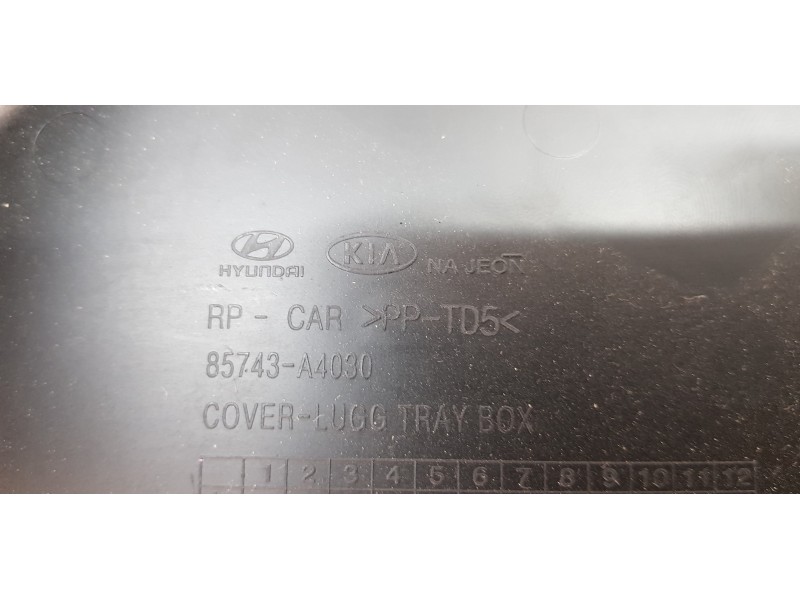 HYUNDAI KIA NA JEON
RP - CAR >PP-TD5<
85743-A4030
COVER-LUGG TRAY BOX
1 2 3 4 5 6 7 8 9 10 11 12